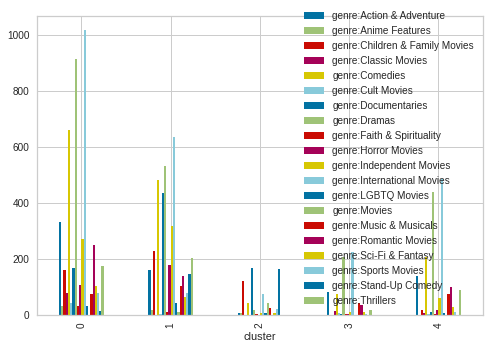 1000
800
600
400
200
0
genre:Action & Adventure
genre:Anime Features
genre:Children & Family Movies
genre:Classic Movies
genre:Comedies
genre:Cult Movies
genre:Documentaries
genre:Dramas
genre:Faith & Spirituality
genre:Horror Movies
genre:Independent Movies
genre:International Movies
genre:LGBTQ Movies
genre:Movies
genre:Music & Musicals
genre:Romantic Movies
genre:Sci-Fi & Fantasy
genre:Sports Movies
genre:Stand-Up Comedy
genre:Thrillers
0 1 2 3 4
cluster